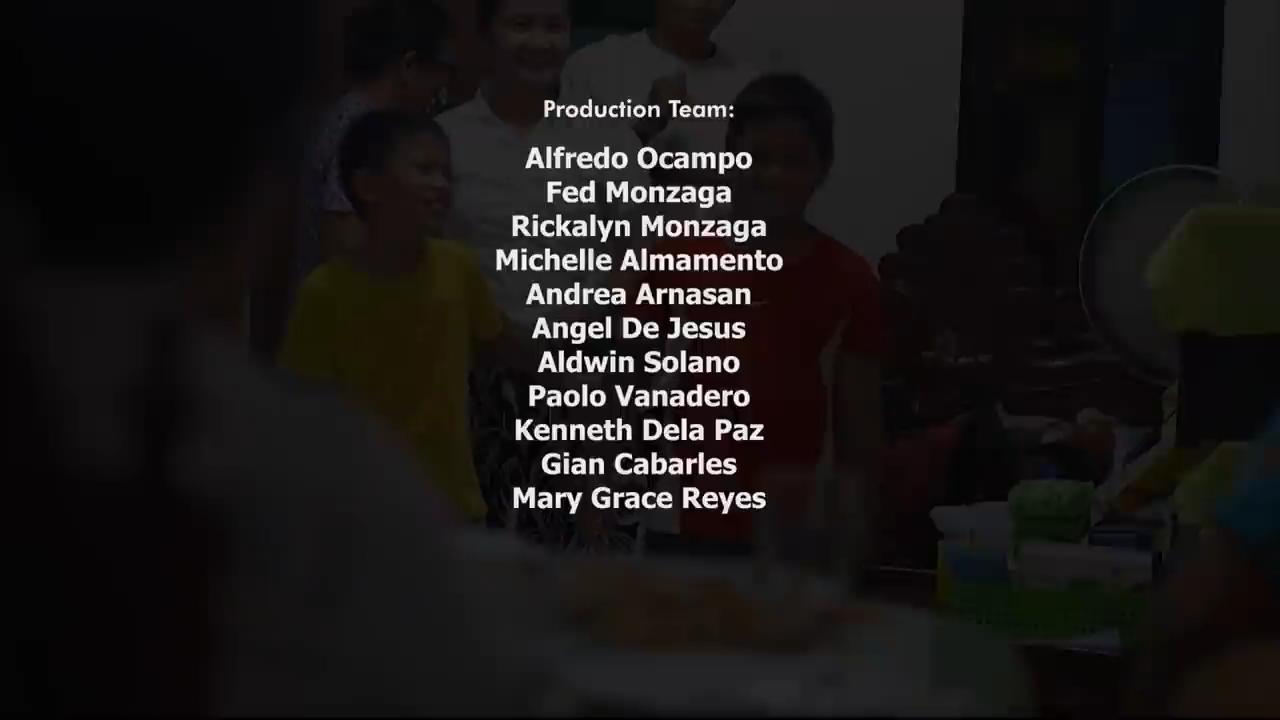 Production Team:
Alfredo Ocampo
Fed Monzaga
Rickalyn Monzaga
Michelle Almamento
Andrea Arnasan
Angel De Jesus
Aldwin Solano
Paolo Vanadero
Kenneth Dela Paz
Gian Cabarles
Mary Grace Reyes